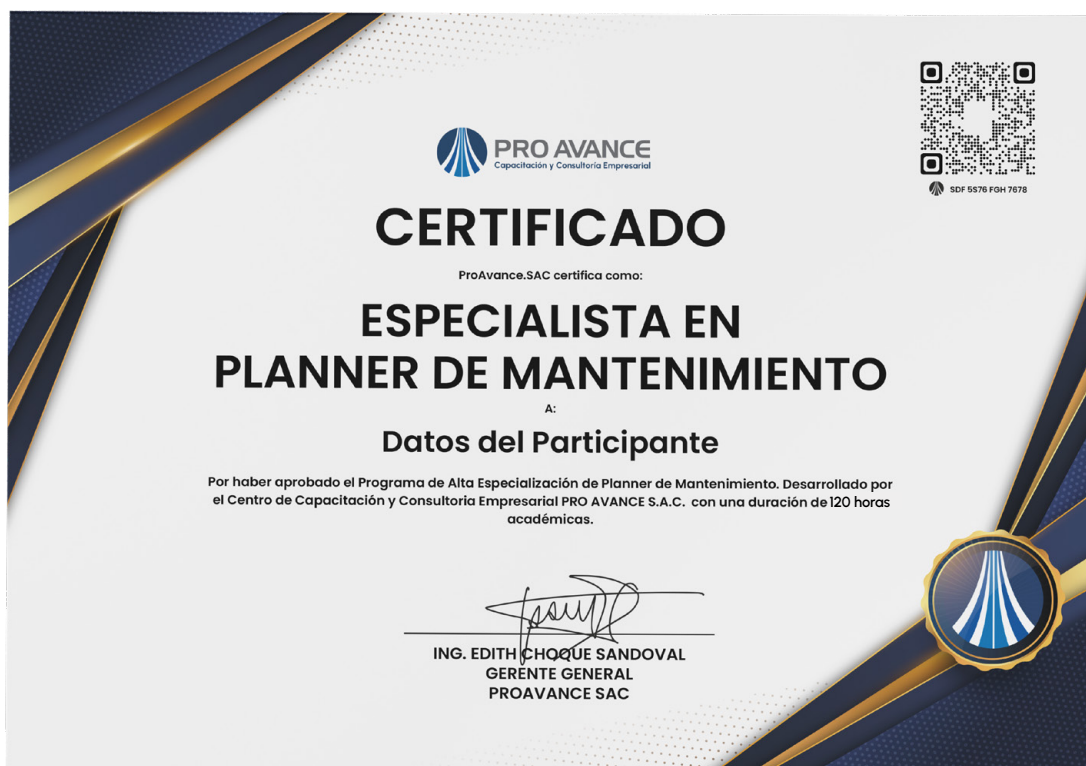 PRO AVANCE
Capacitación y Consultoría Empresarial
SDF 5S76 FGH 7678
CERTIFICADO
ProAvance.SAC certifica como:
ESPECIALISTA EN
PLANNER DE MANTENIMIENTO
A:
Datos del Participante
Por haber aprobado el Programa de Alta Especialización de Planner de Mantenimiento. Desarrollado por
el Centro de Capacitación y Consultoria Empresarial PRO AVANCE S.A.C. con una duración de 120 horas
académicas.
ING. EDITH CHOQUE SANDOVAL
GERENTE GENERAL
PROAVANCE SAC